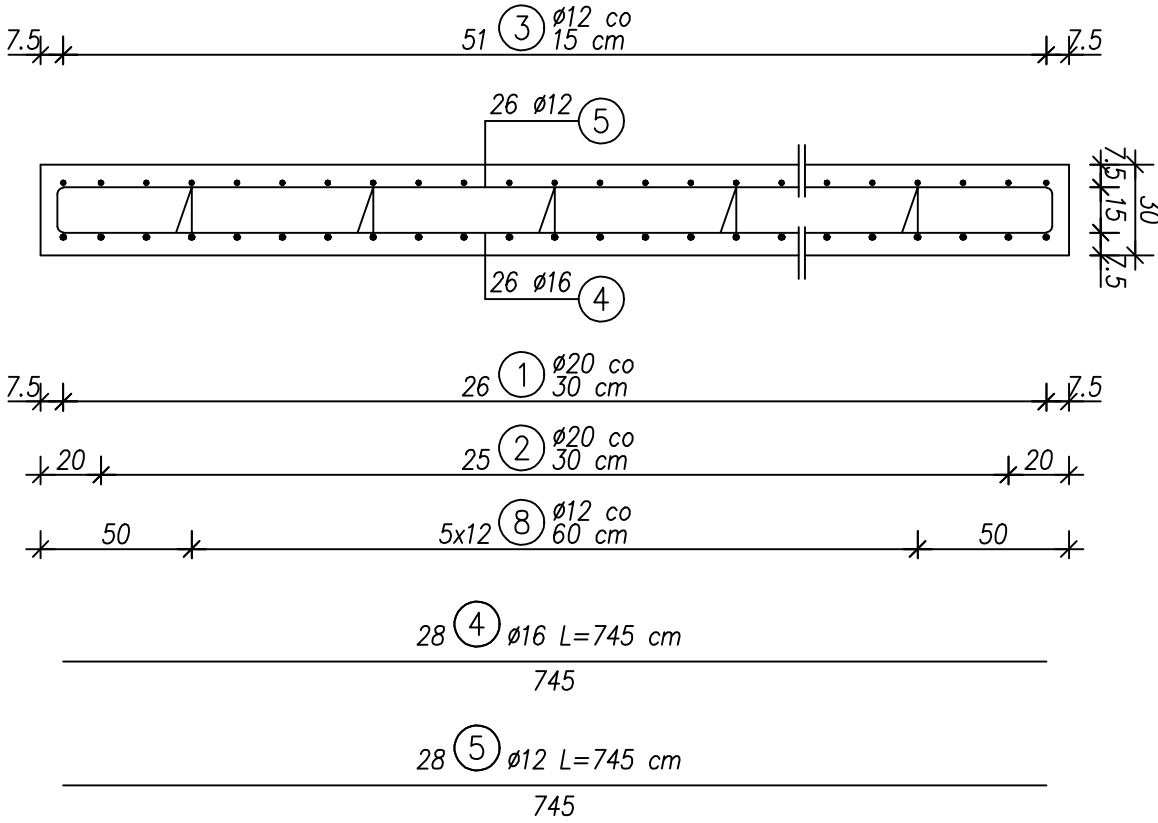 3 ø12 co
7.5 51 15 cm 7.5
26 ø12 5
7.5
15
30
7.5
26 ø16 4
1 ø20 co
7.5 26 30 cm 7.5
2 ø20 co
20 25 30 cm 20
8 ø12 co
50 5x12 60 cm 50
28 4 ø16 L=745 cm
745
28 5 ø12 L=745 cm
745